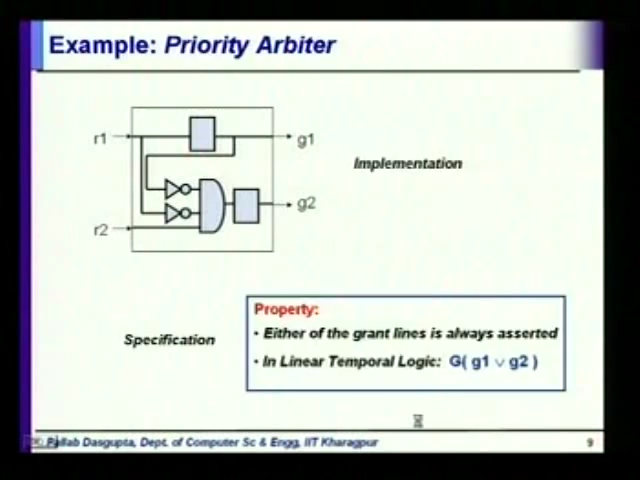 Example: Priority Arbiter
r1
g1
Implementation
g2
r2
Property:
• Either of the grant lines is always asserted
Specification
• In Linear Temporal Logic: G( g1 ∨ g2 )
Pallab Dasgupta, Dept. of Computer Sc & Engg, IIT Kharagpur
9